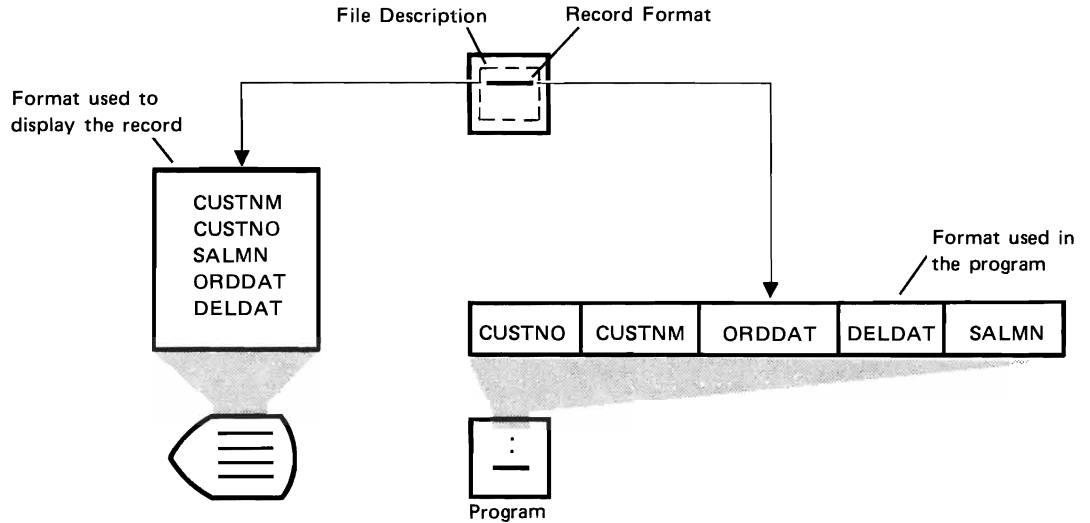 File Description
Record Format
Format used to
display the record
CUSTNM
CUSTNO
SALMN
ORDDAT
DELDAT
Format used in
the program
CUSTNO CUSTNM ORDDAT DELDAT SALMN
Program